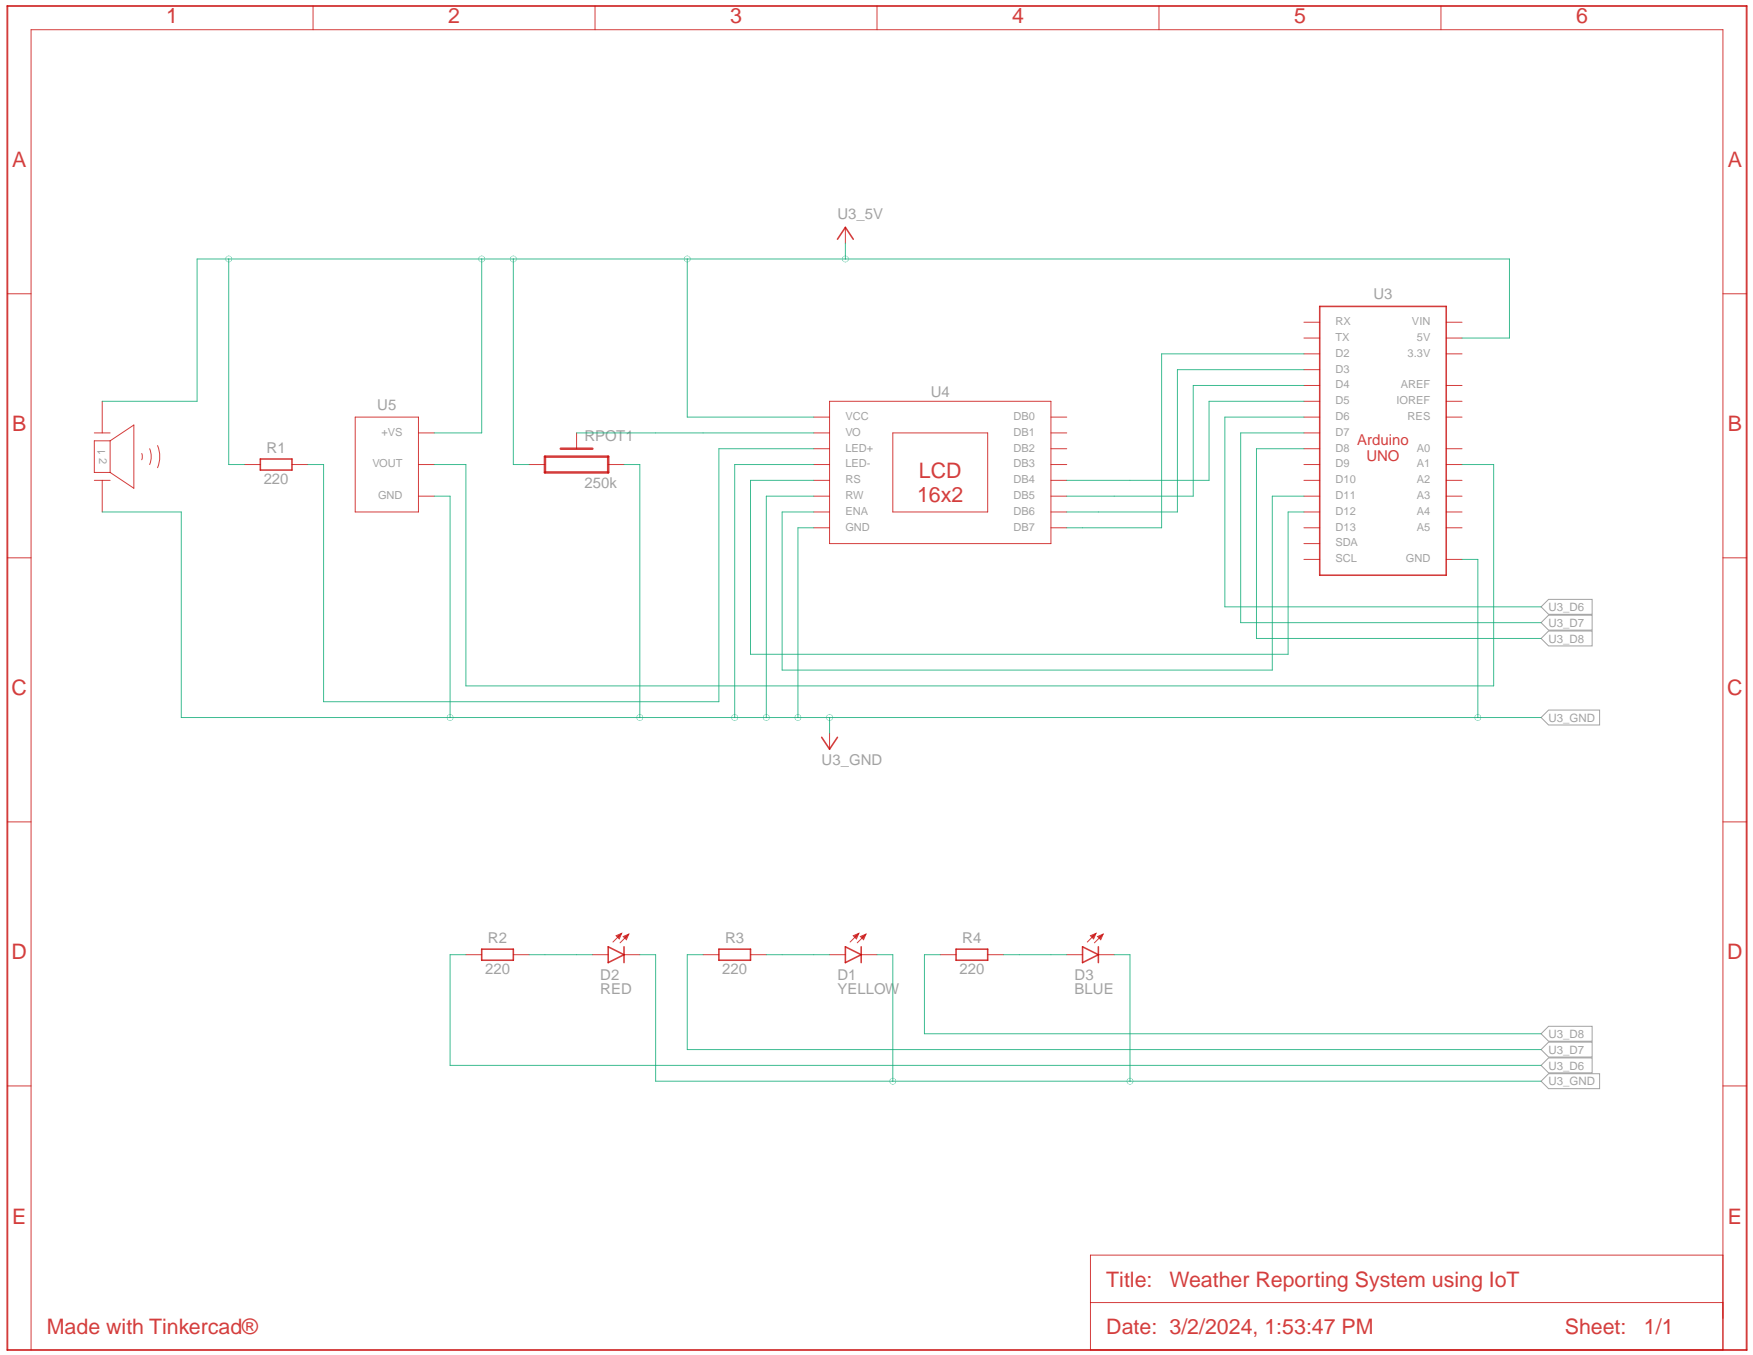 1 2 3 4 5 6
A A
U3_5V
U3
RX VIN
TX 5V
D2 3.3V
D3
D4 AREF
D5 IOREF
D6 RES
D7
D8 A0
D9 A1
D10 A2
D11 A3
D12 A4
D13 A5
SDA
SCL GND
Arduino
UNO
B B
1 2
R1
220
U5
+VS
VOUT
GND
RPOT1
250k
U4
VCC DB0
VO DB1
LED+ DB2
LED- DB3
RS DB4
RW DB5
ENA DB6
GND DB7
LCD
16x2
U3_D6
U3_D7
U3_D8
C C
U3_GND
U3_GND
D D
R2
220
D2
RED
R3
220
D1
YELLOW
R4
220
D3
BLUE
U3_D8
U3_D7
U3_D6
U3_GND
E E
Title: Weather Reporting System using IoT
Made with Tinkercad®
Date: 3/2/2024, 1:53:47 PM Sheet: 1/1